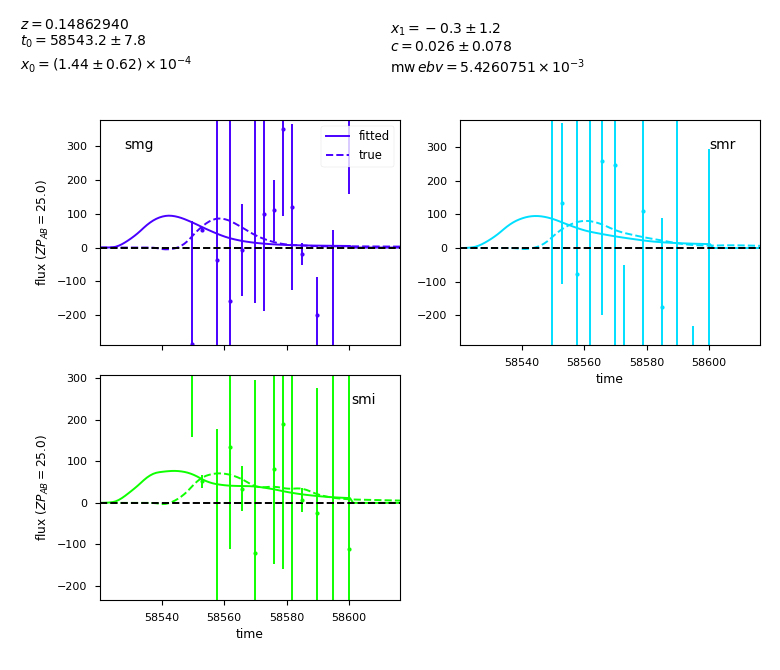 z = 0.14862940
t₀ = 58543.2 ± 7.8
x₀ = (1.44 ± 0.62) × 10⁻⁴
x₁ = −0.3 ± 1.2
c = 0.026 ± 0.078
mw ebv = 5.4260751 × 10⁻³
smg
fitted
true
300
200
100
0
−100
−200
flux (ZP_AB = 25.0)
smr
300
200
100
0
−100
−200
58540 58560 58580 58600
time
smi
300
200
100
0
−100
−200
flux (ZP_AB = 25.0)
58540 58560 58580 58600
time